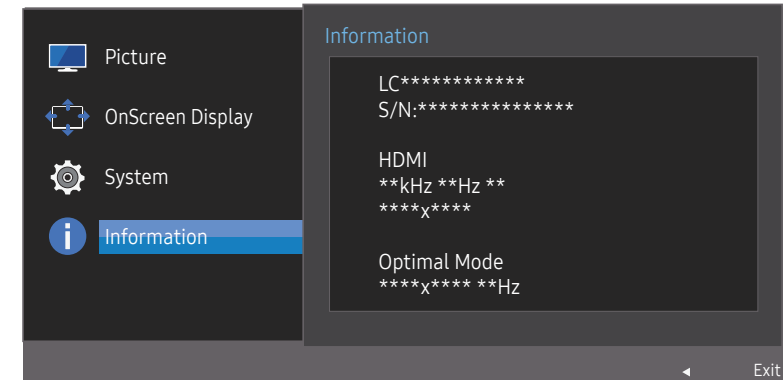 Picture
OnScreen Display
System
Information
Information
LC************
S/N:***************
HDMI
**kHz **Hz **
****x****
Optimal Mode
****x**** **Hz
Exit